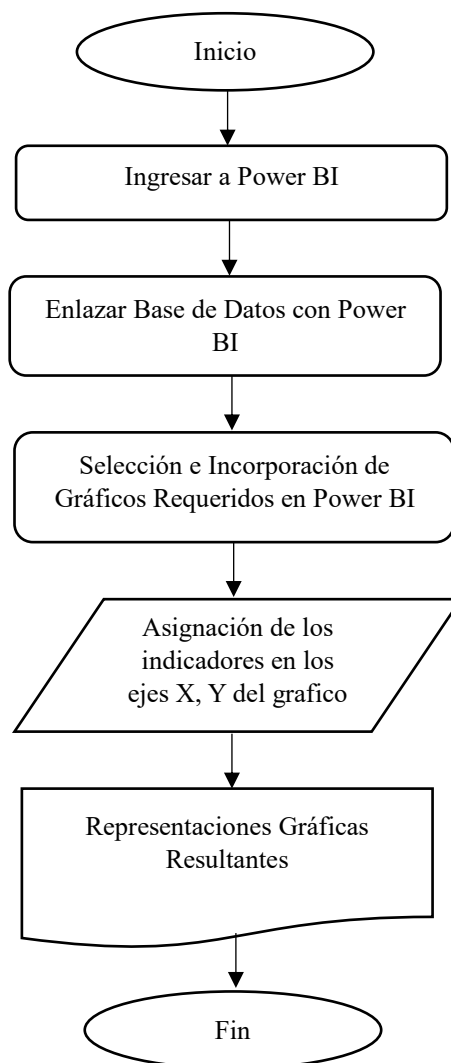 Inicio
Ingresar a Power BI
Enlazar Base de Datos con Power
BI
Selección e Incorporación de
Gráficos Requeridos en Power BI
Asignación de los
indicadores en los
ejes X, Y del grafico
Representaciones Gráficas
Resultantes
Fin